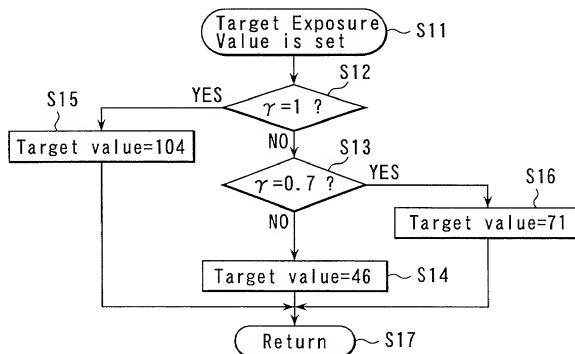 Target Exposure
Value is set
S11
S12
YES
γ=1 ?
S15
Target value=104
NO
S13
γ=0.7 ?
YES
S16
Target value=71
NO
Target value=46
S14
Return
S17